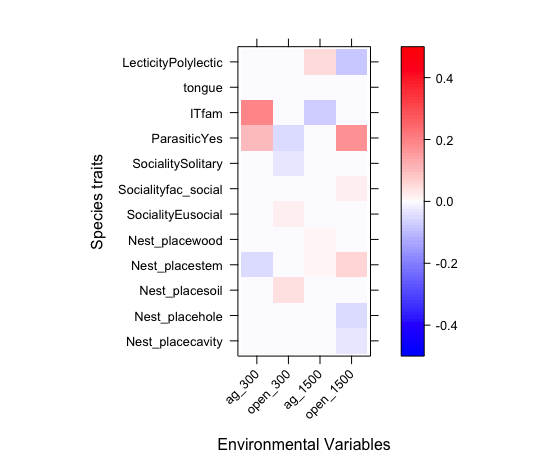 LecticityPolylectic
tongue
ITfam
ParasiticYes
SocialitySolitary
Socialityfac_social
SocialityEusocial
Nest_placewood
Nest_placestem
Nest_placesoil
Nest_placehole
Nest_placecavity
Species traits
ag_300
open_300
ag_1500
open_1500
Environmental Variables
0.4
0.2
0.0
-0.2
-0.4